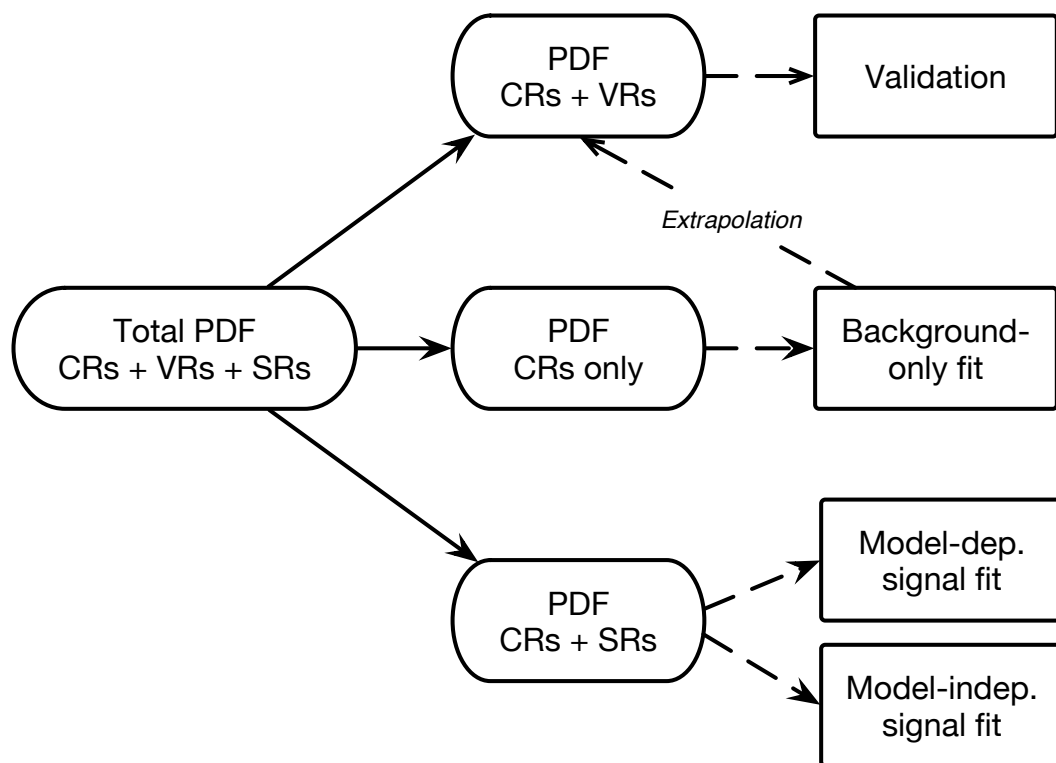 PDF
CRs + VRs
Validation
Extrapolation
Total PDF
CRs + VRs + SRs
PDF
CRs only
Background-
only fit
PDF
CRs + SRs
Model-dep.
signal fit
Model-indep.
signal fit